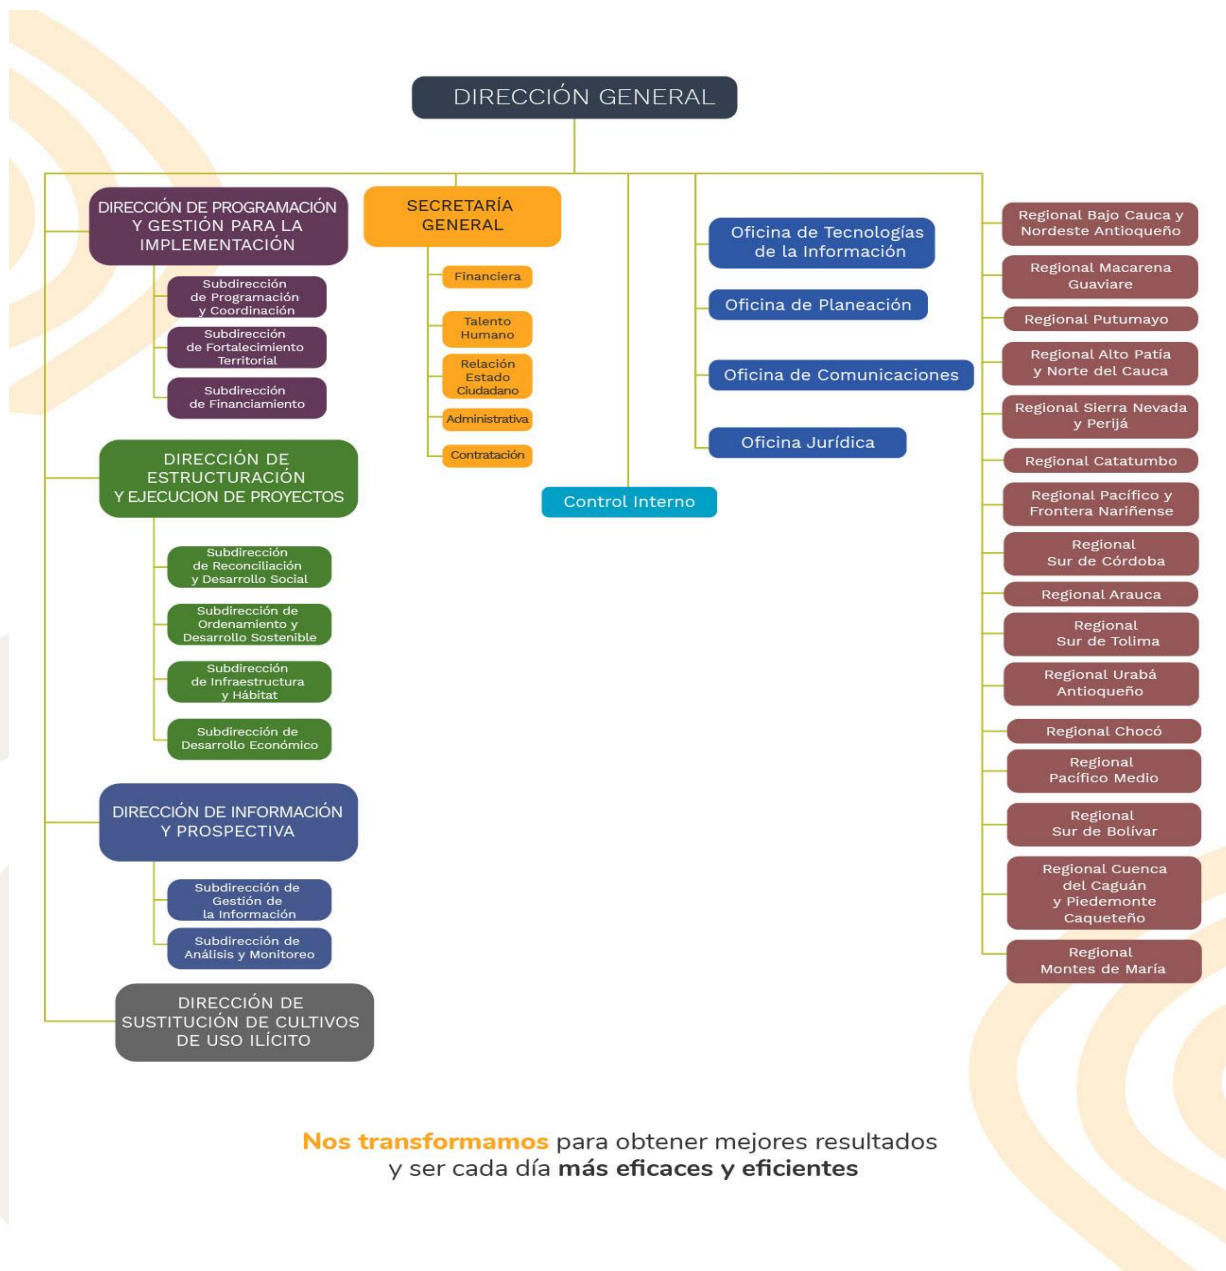 DIRECCIÓN GENERAL
DIRECCIÓN DE PROGRAMACIÓN
Y GESTIÓN PARA LA
IMPLEMENTACIÓN
Subdirección
de Programación
y Coordinación
Subdirección
de Fortalecimiento
Territorial
Subdirección
de Financiamiento
DIRECCIÓN DE
ESTRUCTURACIÓN
Y EJECUCION DE PROYECTOS
Subdirección
de Reconciliación
y Desarrollo Social
Subdirección de
Ordenamiento y
Desarrollo Sostenible
Subdirección
de Infraestructura
y Hábitat
Subdirección de
Desarrollo Económico
DIRECCIÓN DE INFORMACIÓN
Y PROSPECTIVA
Subdirección de
Gestión de
la Información
Subdirección de
Análisis y Monitoreo
DIRECCIÓN DE
SUSTITUCIÓN DE CULTIVOS
DE USO ILÍCITO
SECRETARÍA
GENERAL
Financiera
Talento
Humano
Relación
Estado
Ciudadano
Administrativa
Contratación
Control Interno
Oficina de Tecnologías
de la Información
Oficina de Planeación
Oficina de Comunicaciones
Oficina Jurídica
Regional Bajo Cauca y
Nordeste Antioqueño
Regional Macarena
Guaviare
Regional Putumayo
Regional Alto Patía
y Norte del Cauca
Regional Sierra Nevada
y Perijá
Regional Catatumbo
Regional Pacífico y
Frontera Nariñense
Regional
Sur de Córdoba
Regional Arauca
Regional
Sur de Tolima
Regional Urabá
Antioqueño
Regional Chocó
Regional
Pacífico Medio
Regional
Sur de Bolívar
Regional Cuenca
del Caguán
y Piedemonte
Caqueteño
Regional
Montes de María
Nos transformamos para obtener mejores resultados
y ser cada día más eficaces y eficientes